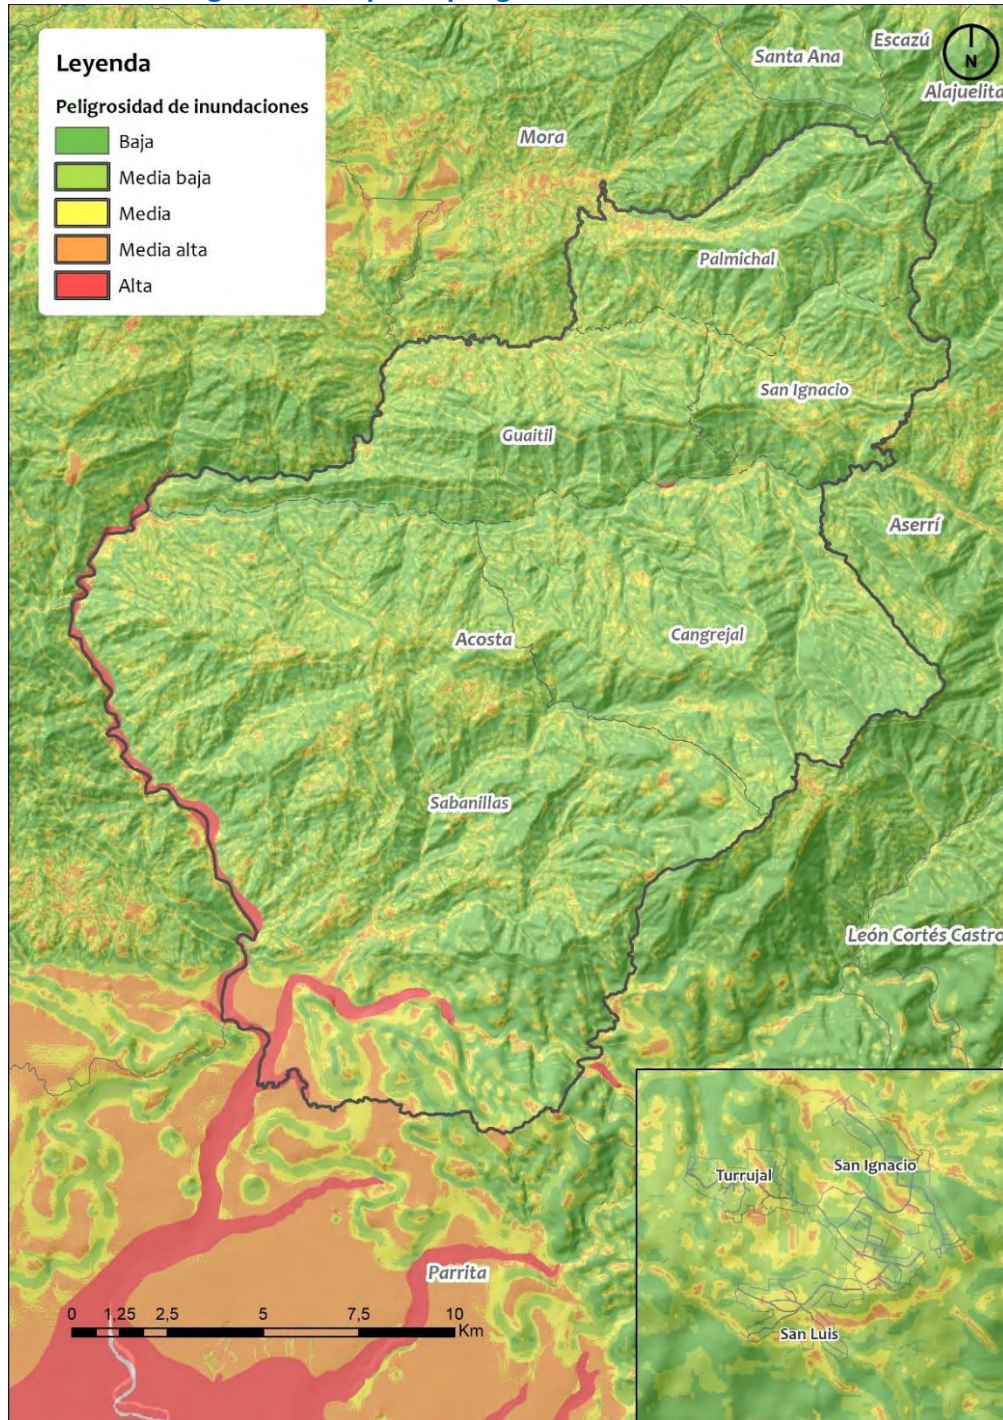 Leyenda
Peligrosidad de inundaciones
Baja
Media baja
Media
Media alta
Alta
N
Escazú
Santa Ana
Alajuelita
Mora
Palmichal
San Ignacio
Guaitil
Aserrí
Acosta
Cangrejal
Sabanillas
León Cortés Castro
Parrita
0 1,25 2,5 5 7,5 10
Km
San Ignacio
Turrujal
San Luis